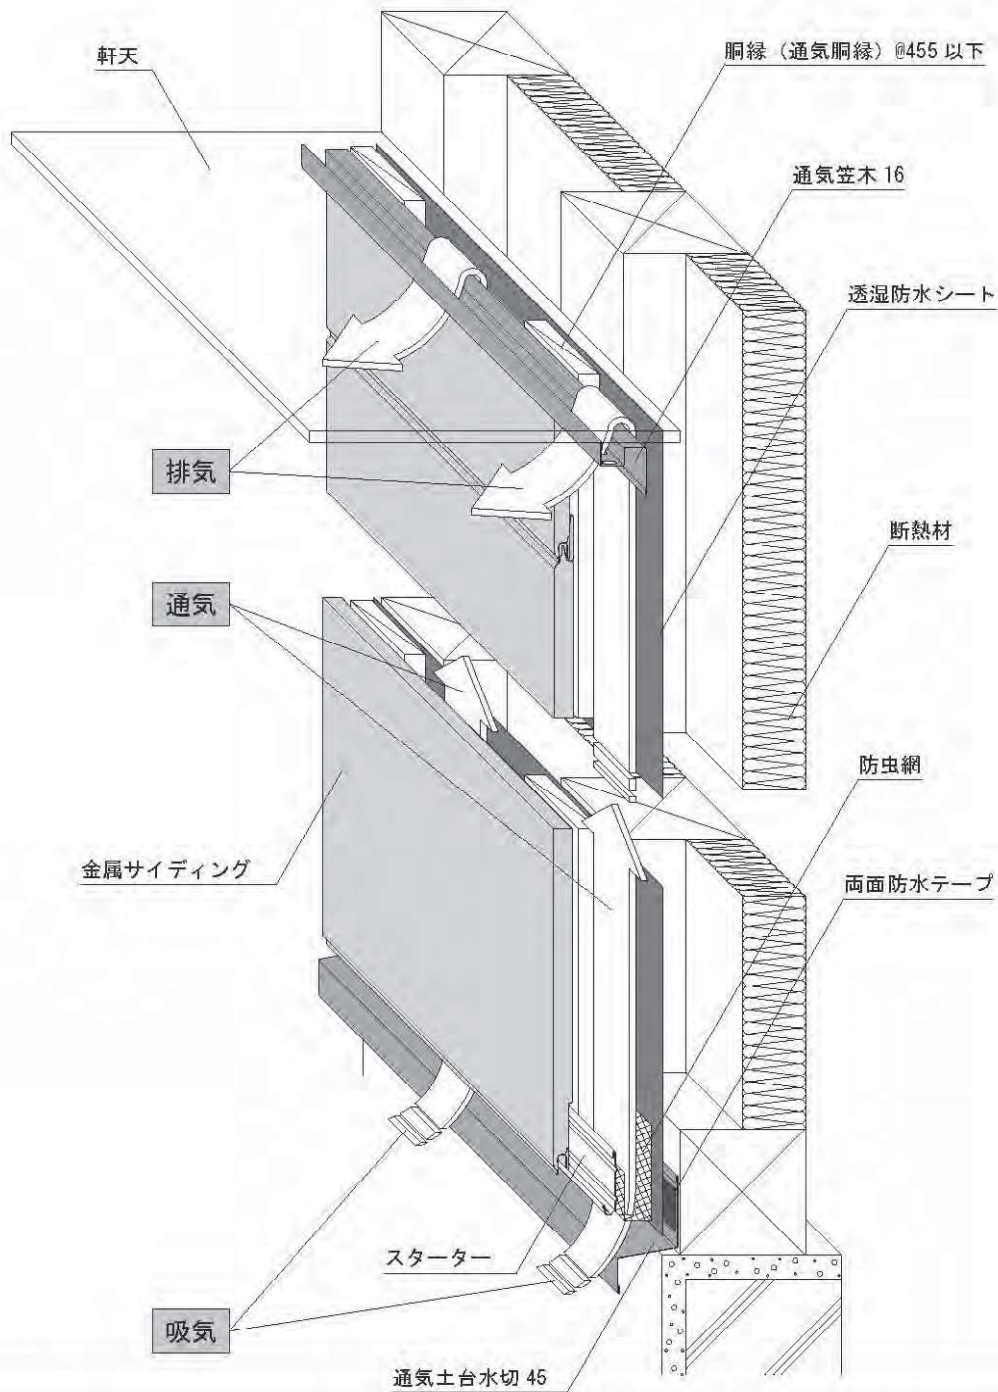 軒天
胴縁（通気胴縁）@455 以下
通気笠木 16
透湿防水シート
排気
断熱材
通気
防虫網
金属サイディング
両面防水テープ
スターター
吸気
通気土台水切 45